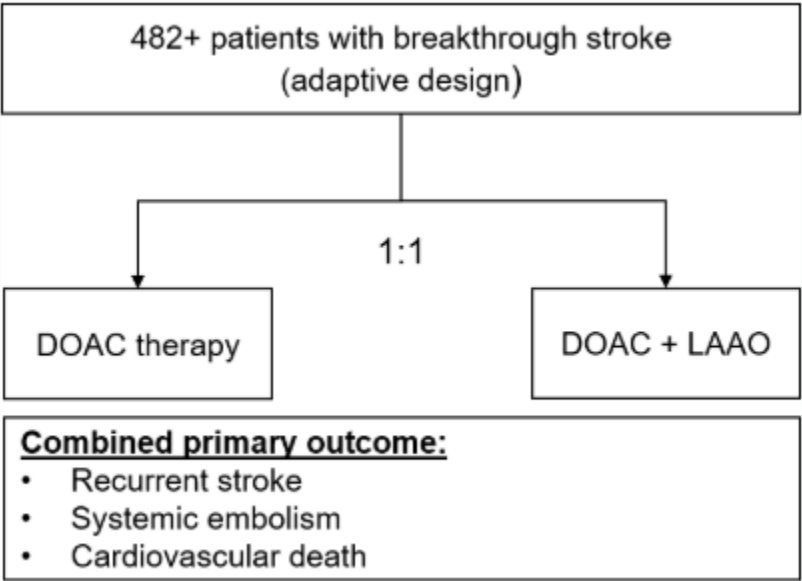 482+ patients with breakthrough stroke
(adaptive design)
1:1
DOAC therapy
DOAC + LAAO
Combined primary outcome:
• Recurrent stroke
• Systemic embolism
• Cardiovascular death